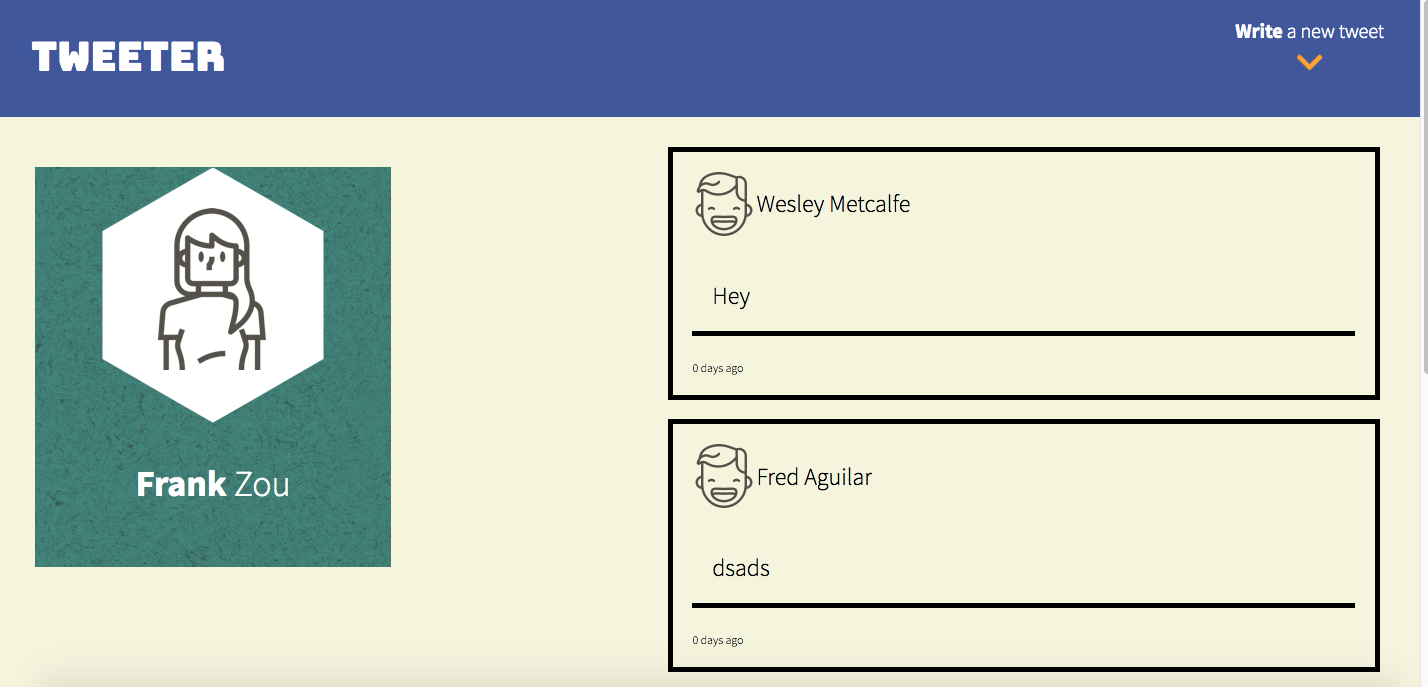 TWEETER
Write a new tweet
Frank Zou
Wesley Metcalfe
Hey
0 days ago
Fred Aguilar
dsads
0 days ago